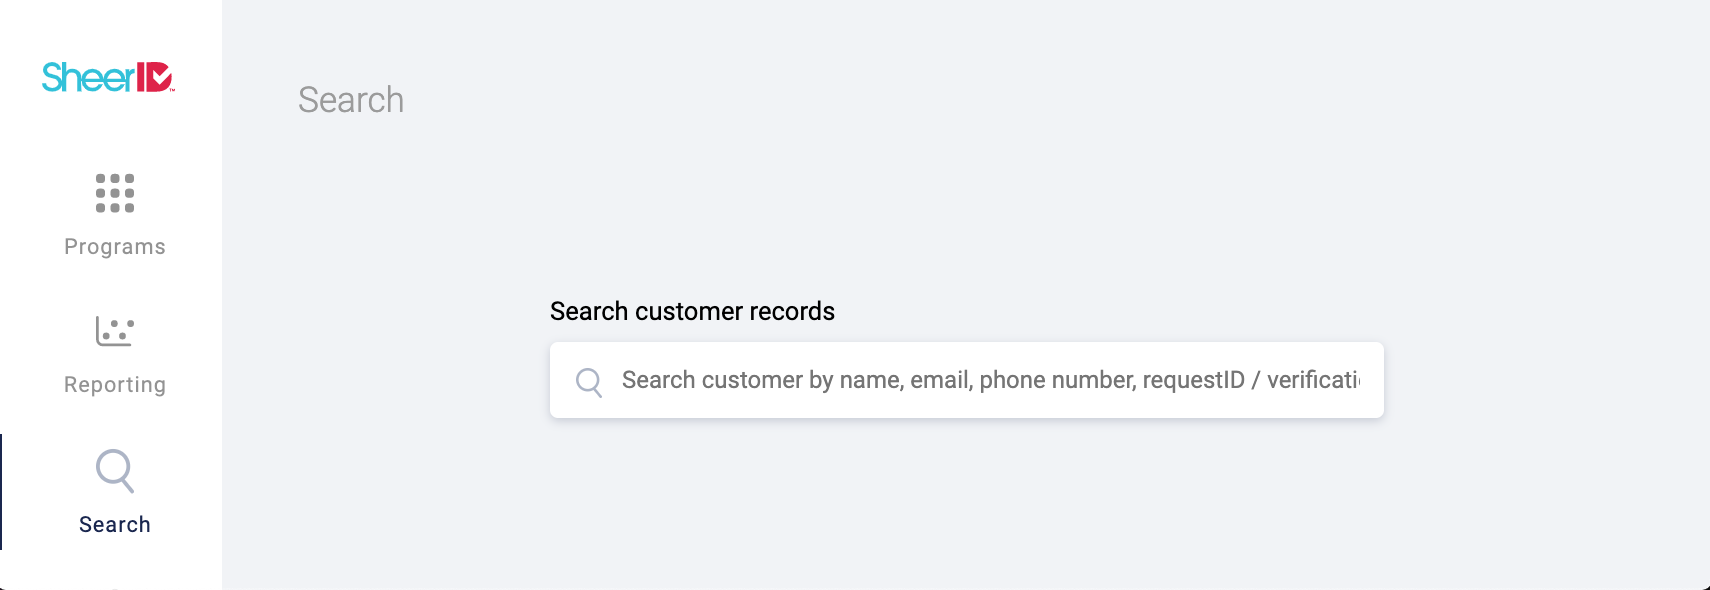 SheerID
Search
Programs
Reporting
Search
Search customer records
Search customer by name, email, phone number, requestID / verificati